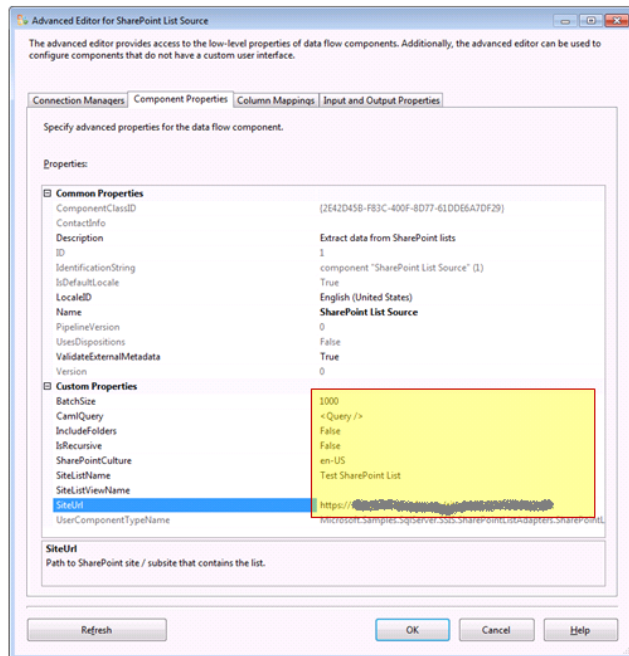 Advanced Editor for SharePoint List Source
The advanced editor provides access to the low-level properties of data flow components. Additionally, the advanced editor can be used to
configure components that do not have a custom user interface.
Connection Managers Component Properties Column Mappings Input and Output Properties
Specify advanced properties for the data flow component.
Properties:
Common Properties
ComponentClassID {2E42D45B-F83C-400F-8D77-61DDE6A7DF29}
ContactInfo
Description Extract data from SharePoint lists
ID 1
IdentificationString component "SharePoint List Source" (1)
IsDefaultLocale True
LocaleID English (United States)
Name SharePoint List Source
PipelineVersion 0
UsesDispositions False
ValidateExternalMetadata True
Version 0
Custom Properties
BatchSize 1000
CamlQuery <Query />
IncludeFolders False
IsRecursive False
SharePointCulture en-US
SiteListName Test SharePoint List
SiteListViewName
SiteUrl https://
UserComponentTypeName Microsoft.Samples.SqlServer.SSIS.SharePointListAdapters.SharePointL
SiteUrl
Path to SharePoint site / subsite that contains the list.
Refresh OK Cancel Help